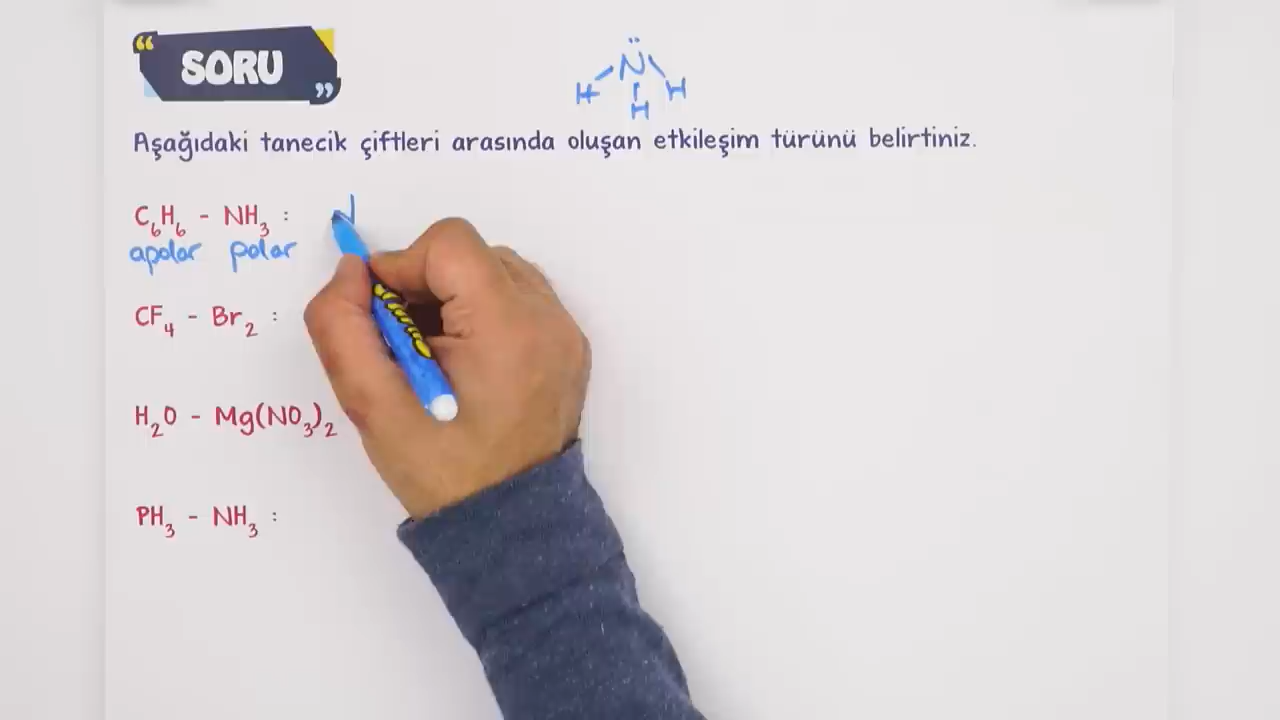 “ SORU ”
N̈
H H H
Aşağıdaki tanecik çiftleri arasında oluşan etkileşim türünü belirtiniz.
C₆H₆ - NH₃ :
apolar polar
CF₄ - Br₂ :
H₂O - Mg(NO₃)₂
PH₃ - NH₃ :